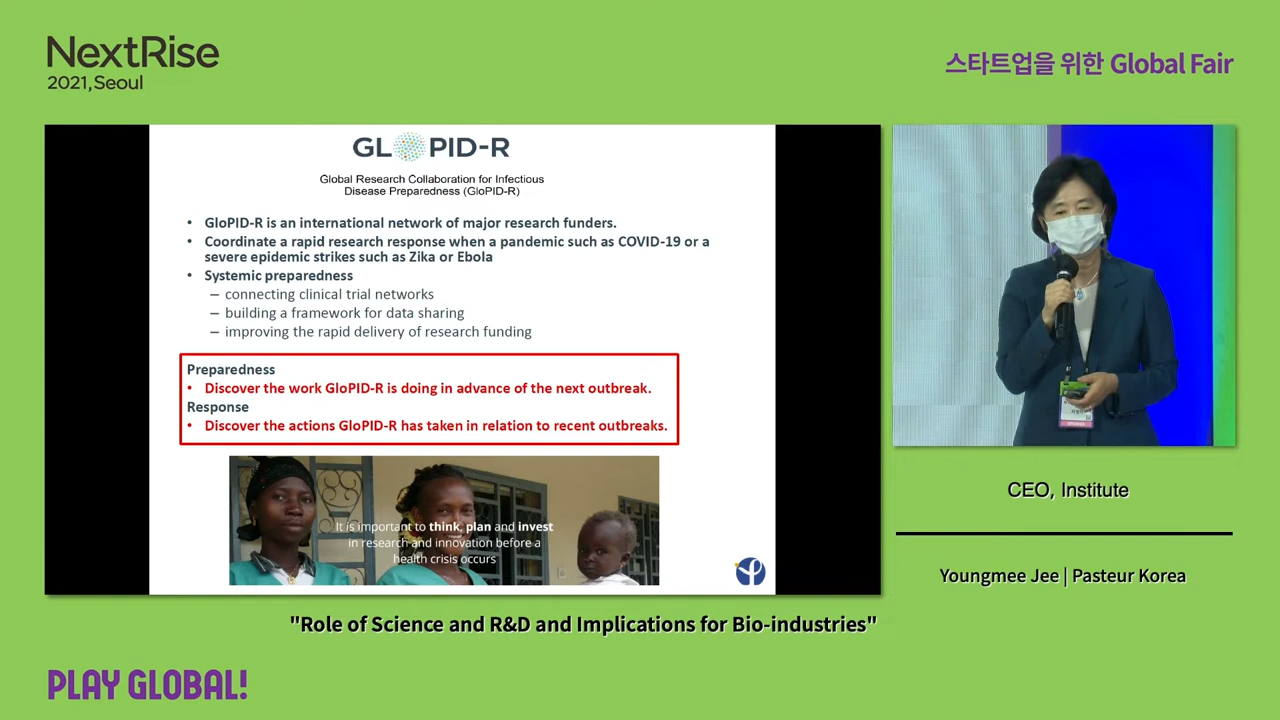 NextRise
2021,Seoul
스타트업을 위한 Global Fair
GLOPID-R
Global Research Collaboration for Infectious
Disease Preparedness (GloPID-R)
• GloPID-R is an international network of major research funders.
• Coordinate a rapid research response when a pandemic such as COVID-19 or a
severe epidemic strikes such as Zika or Ebola
• Systemic preparedness
– connecting clinical trial networks
– building a framework for data sharing
– improving the rapid delivery of research funding
Preparedness
• Discover the work GloPID-R is doing in advance of the next outbreak.
Response
• Discover the actions GloPID-R has taken in relation to recent outbreaks.
It is important to think, plan and invest
in research and innovation before a
health crisis occurs
CEO, Institute
Youngmee Jee | Pasteur Korea
"Role of Science and R&D and Implications for Bio-industries"
PLAY GLOBAL!